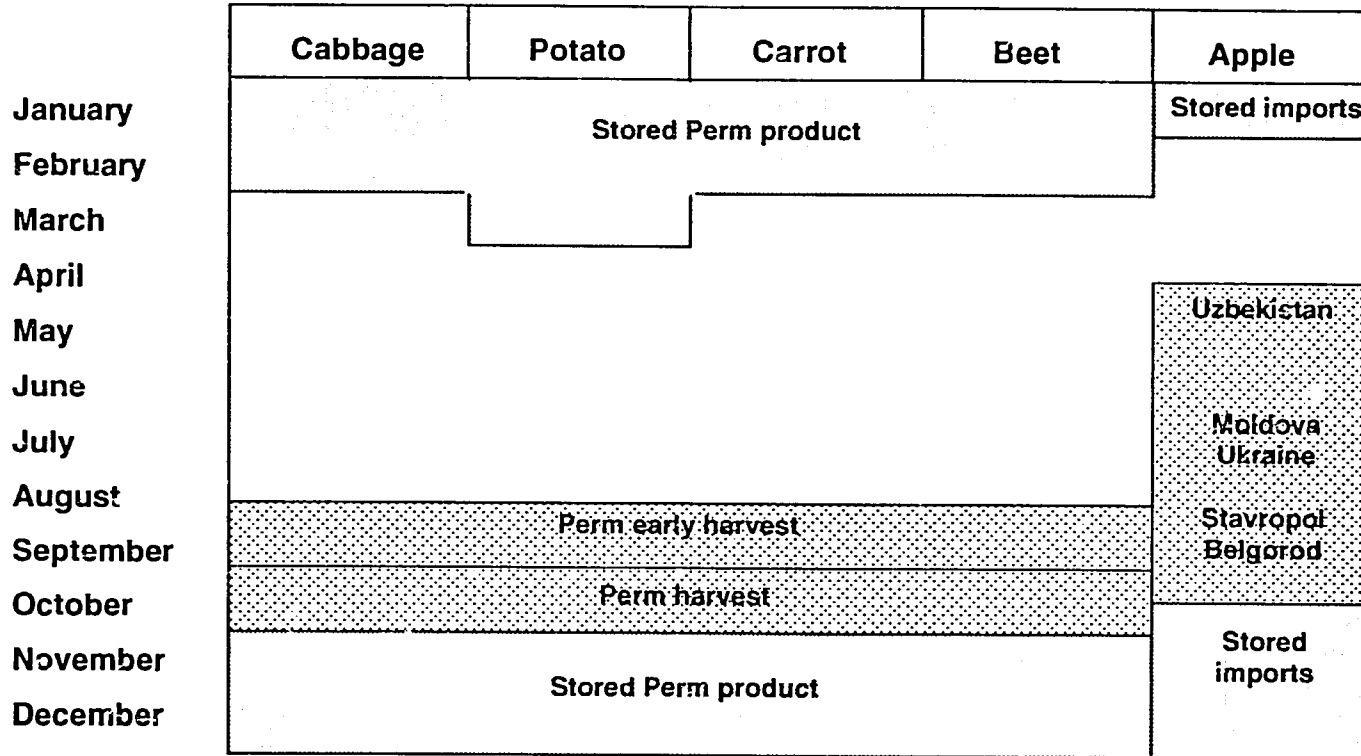 Cabbage Potato Carrot Beet Apple
January
Stored Perm product
Stored imports
February
March
April
Uzbekistan
May
June
July
Moldova
Ukraine
August
Perm early harvest
Stavropol
September
Belgorod
October
Perm harvest
November
Stored
imports
Stored Perm product
December